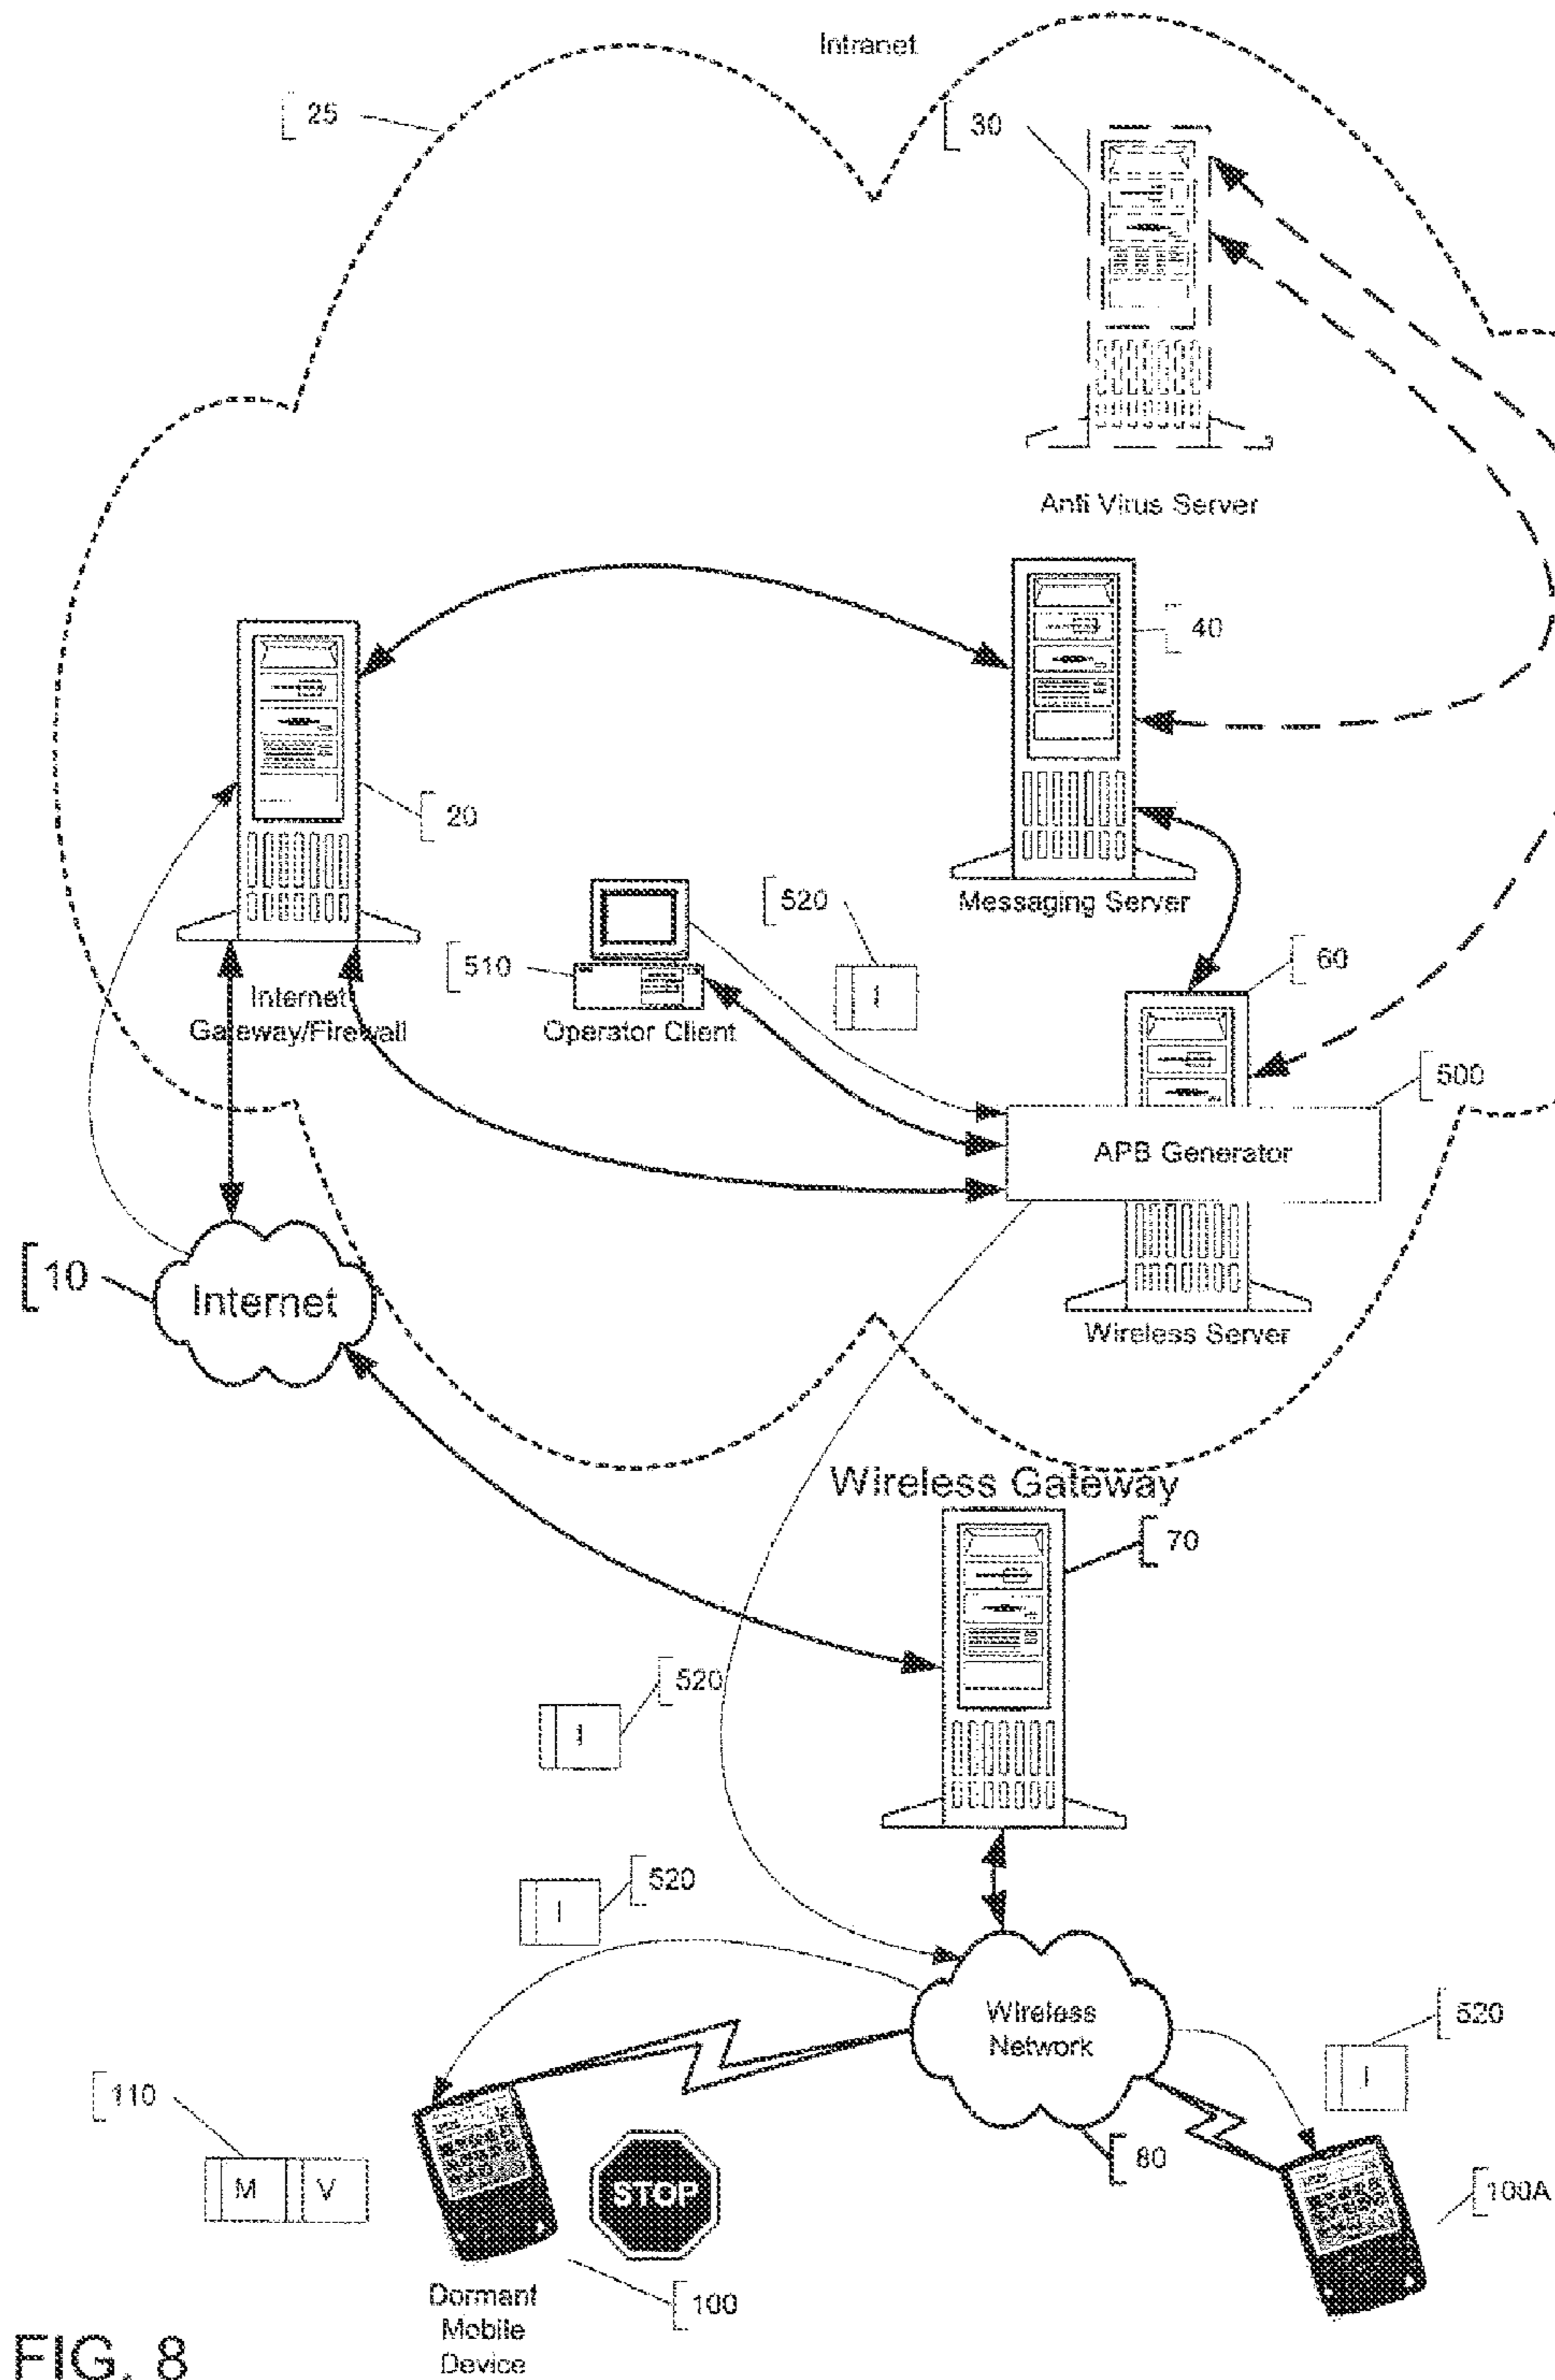 Intranet
25
30
Anti Virus Server
40
20
Messaging Server
520
I
510
60
Internet
Gateway/Firewall
Operator Client
500
APB Generator
10
Internet
Wireless Server
Wireless Gateway
70
520
I
520
I
Wireless
Network
520
I
110
M V
STOP
80
100A
100
Dormant
Mobile
Device
FIG. 8